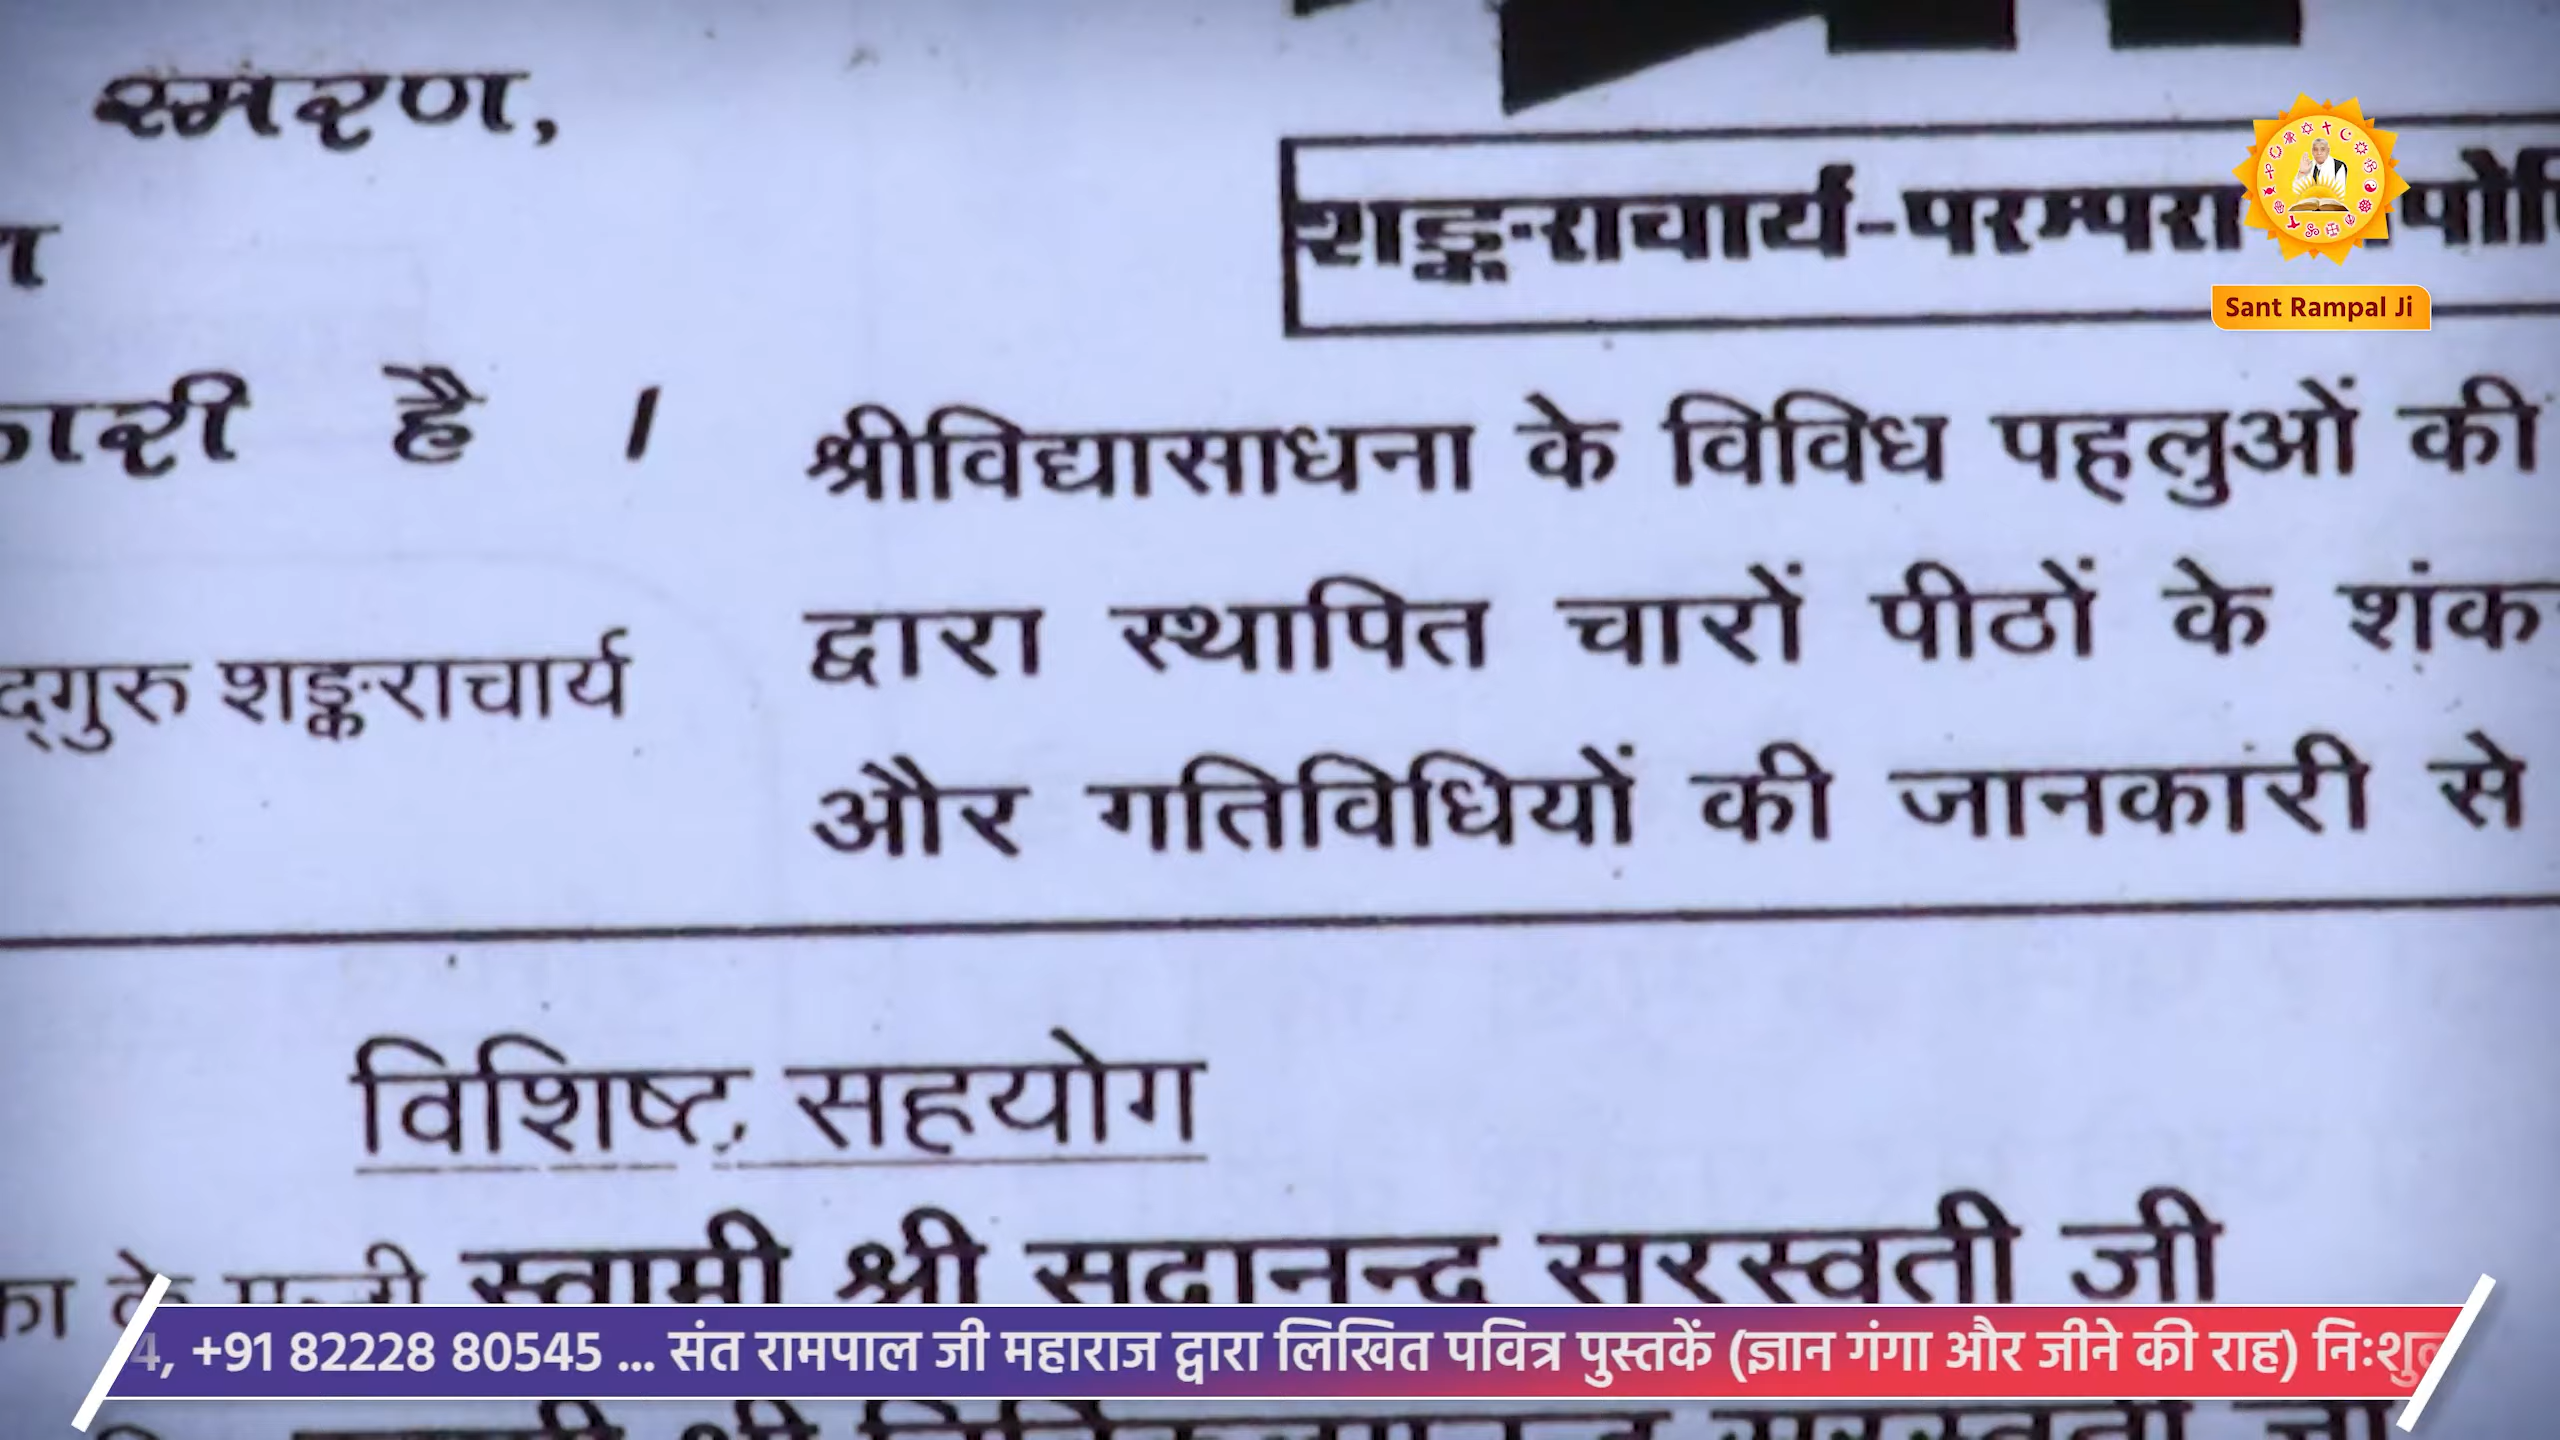 स्मरण,
शङ्कराचार्य-परम्परा
Sant Rampal Ji
है ।
श्रीविद्यासाधना के विविध पहलुओं की
द्वारा स्थापित चारों पीठों के
शङ्कराचार्य
और गतिविधियों की जानकारी से
विशिष्ट सहयोग
स्वामी श्री सदानन्द सरस्वती जी
4, +91 82228 80545 ... संत रामपाल जी महाराज द्वारा लिखित पवित्र पुस्तकें (ज्ञान गंगा और जीने की राह)